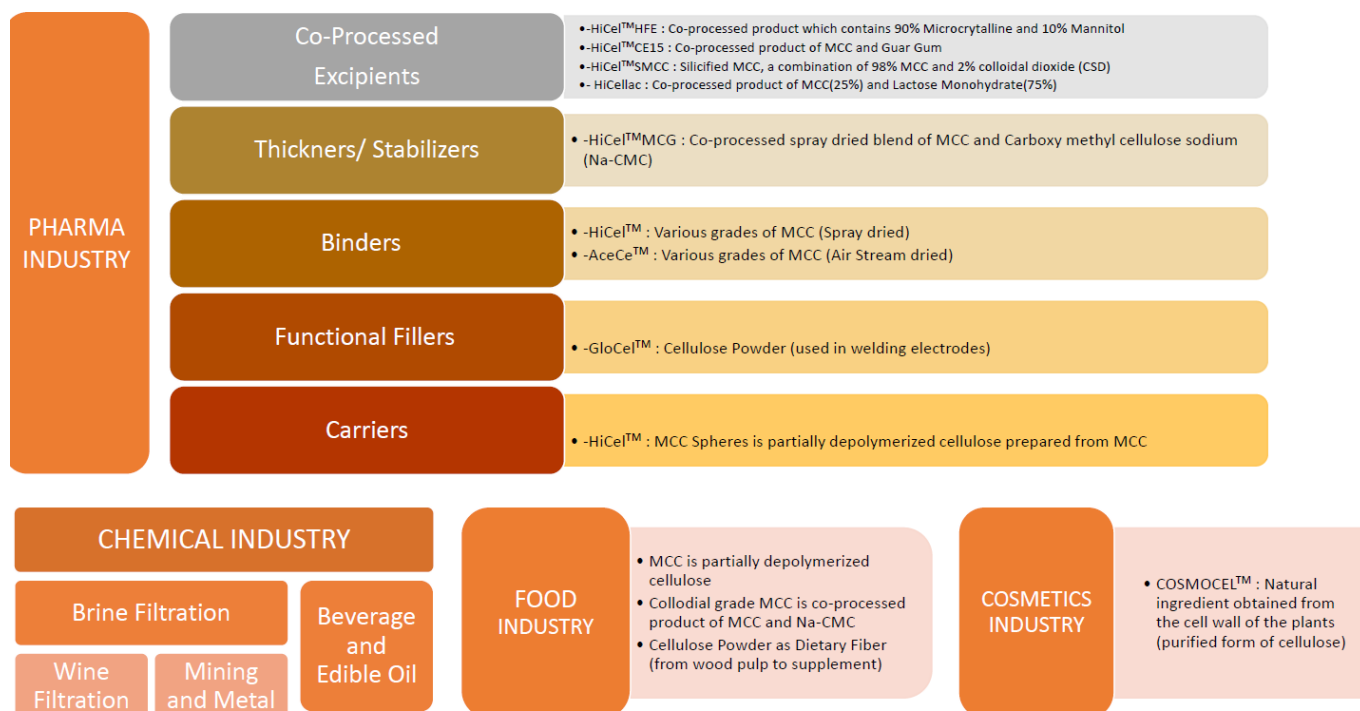 PHARMA
INDUSTRY
Co-Processed
Excipients
•-HiCel™HFE : Co-processed product which contains 90% Microcrytalline and 10% Mannitol
•-HiCel™CE15 : Co-processed product of MCC and Guar Gum
•-HiCel™SMCC : Silicified MCC, a combination of 98% MCC and 2% colloidal dioxide (CSD)
•- HiCellac : Co-processed product of MCC(25%) and Lactose Monohydrate(75%)
Thickners/ Stabilizers
• -HiCel™MCG : Co-processed spray dried blend of MCC and Carboxy methyl cellulose sodium
(Na-CMC)
Binders
• -HiCel™ : Various grades of MCC (Spray dried)
• -AceCe™ : Various grades of MCC (Air Stream dried)
Functional Fillers
• -GloCel™ : Cellulose Powder (used in welding electrodes)
Carriers
• -HiCel™ : MCC Spheres is partially depolymerized cellulose prepared from MCC
CHEMICAL INDUSTRY
Brine Filtration
Wine
Filtration
Mining
and Metal
Beverage
and
Edible Oil
FOOD
INDUSTRY
• MCC is partially depolymerized
cellulose
• Collodial grade MCC is co-processed
product of MCC and Na-CMC
• Cellulose Powder as Dietary Fiber
(from wood pulp to supplement)
COSMETICS
INDUSTRY
• COSMOCEL™ : Natural
ingredient obtained from
the cell wall of the plants
(purified form of cellulose)